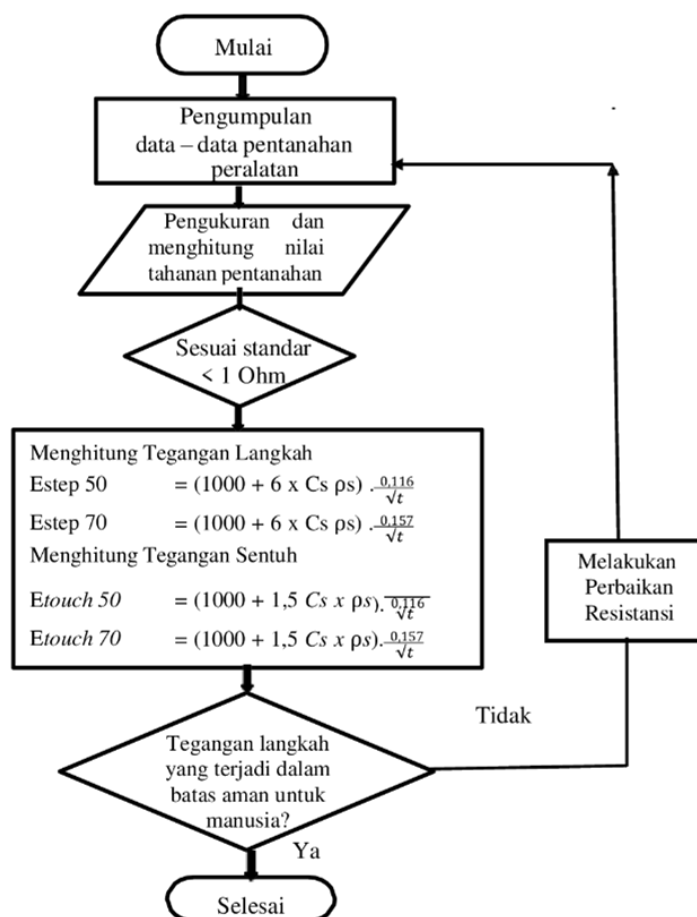 Mulai
Pengumpulan
data – data pentanahan
peralatan
Pengukuran dan
menghitung nilai
tahanan pentanahan
Sesuai standar
< 1 Ohm
Menghitung Tegangan Langkah
Estep 50 = (1000 + 6 x Cs ρs) . 0,116/√t
Estep 70 = (1000 + 6 x Cs ρs) . 0,157/√t
Menghitung Tegangan Sentuh
Etouch 50 = (1000 + 1,5 Cs x ρs). 0,116/√t
Etouch 70 = (1000 + 1,5 Cs x ρs). 0,157/√t
Melakukan
Perbaikan
Resistansi
Tidak
Tegangan langkah
yang terjadi dalam
batas aman untuk
manusia?
Ya
Selesai